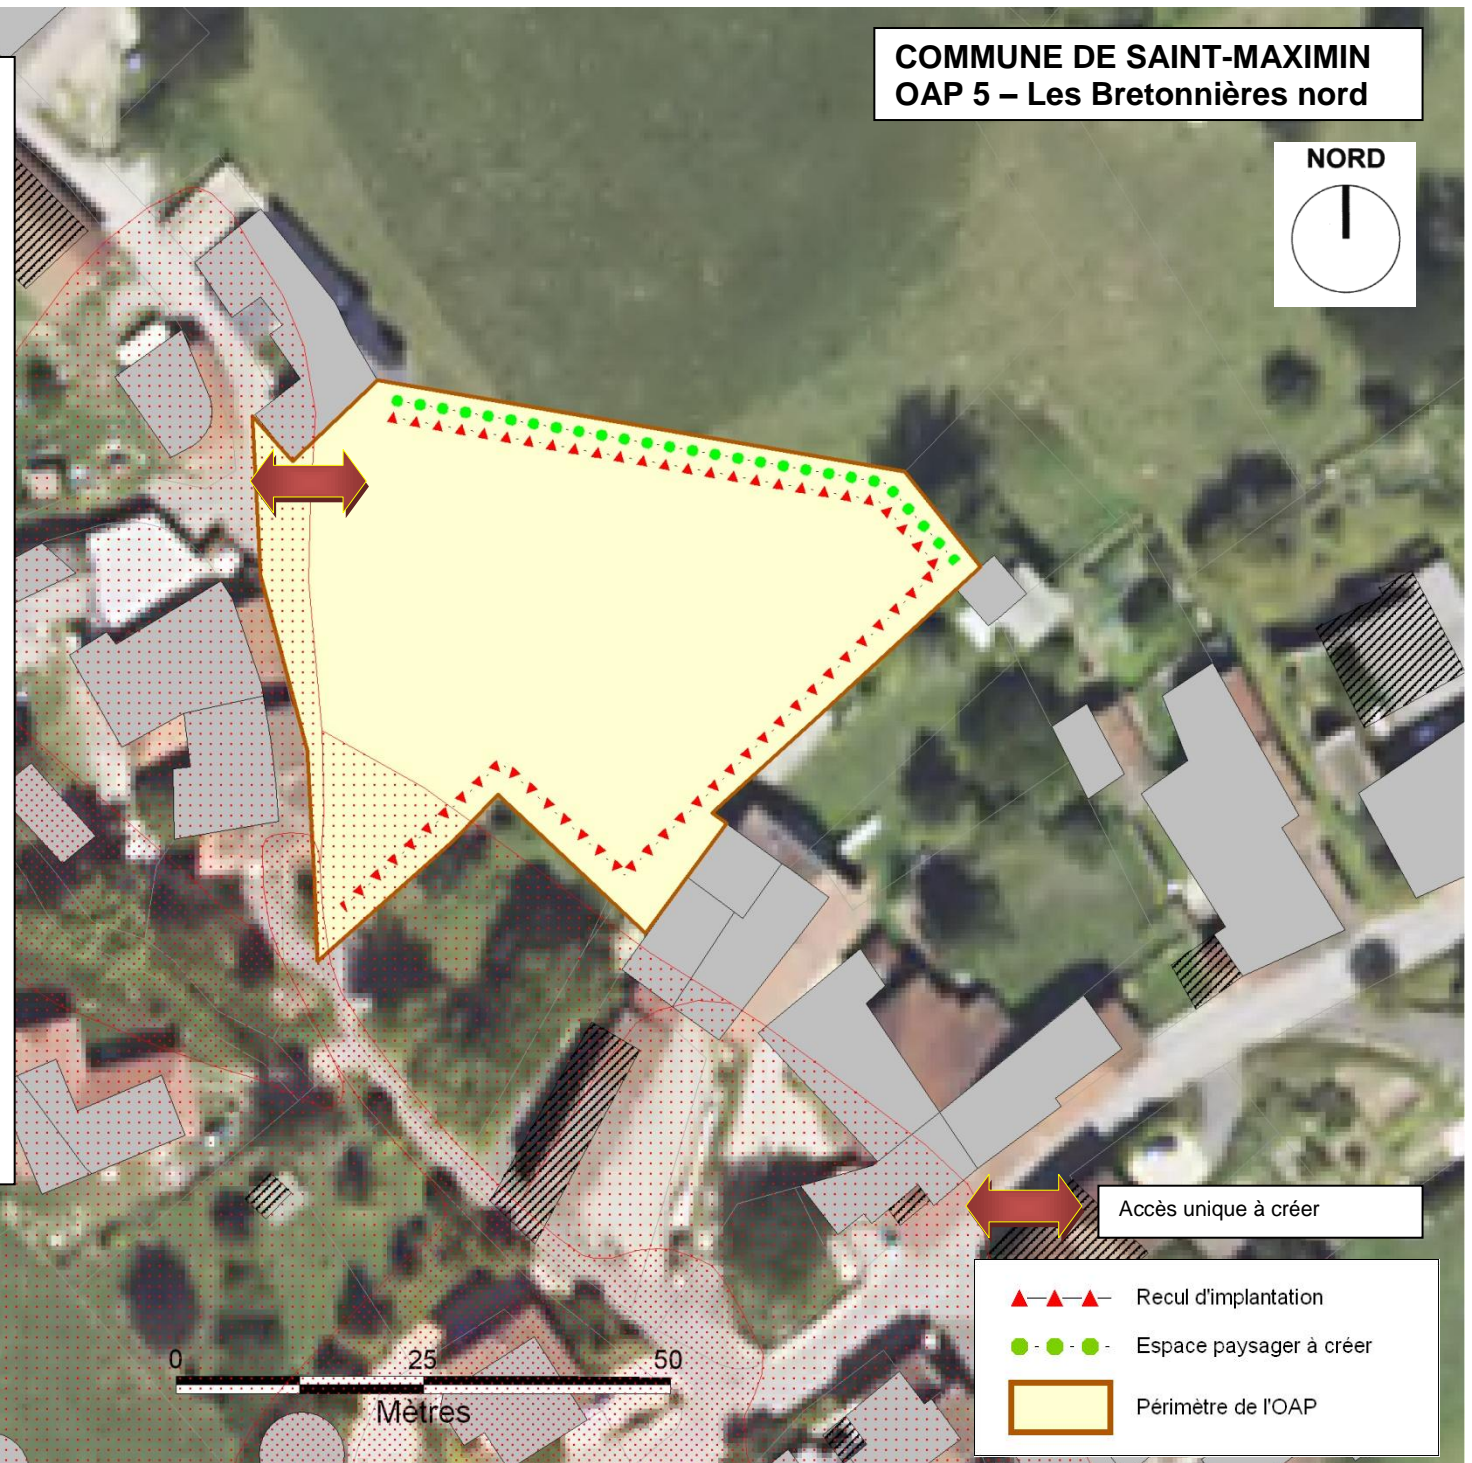 COMMUNE DE SAINT-MAXIMIN
OAP 5 – Les Bretonnières nord
NORD
Accès unique à créer
Recul d'implantation
Espace paysager à créer
Périmètre de l'OAP
0 25 50
Mètres